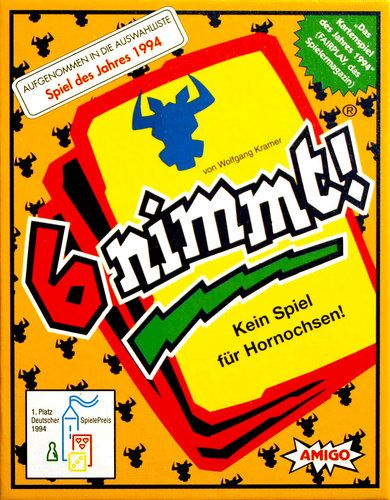 AUFGENOMMEN IN DIE AUSWAHLLISTE
Spiel des Jahres 1994
„Das
Kartenspiel
des Jahres 1994"
(FAIRPLAY, das
Spielermagazin)
®
von Wolfgang Kramer
6 nimmt!
Kein Spiel
für Hornochsen!
1. Platz
Deutscher SpielePreis
1994
AMIGO